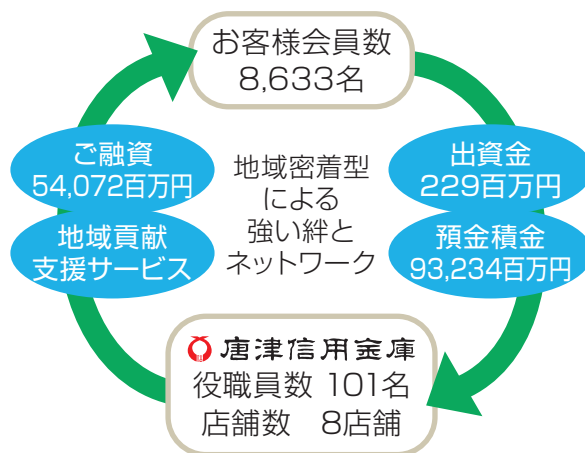 お客様会員数
8,633名
ご融資
54,072百万円
地域貢献
支援サービス
地域密着型
による
強い絆と
ネットワーク
出資金
229百万円
預金積金
93,234百万円
唐津信用金庫
役職員数 101名
店舗数 8店舗